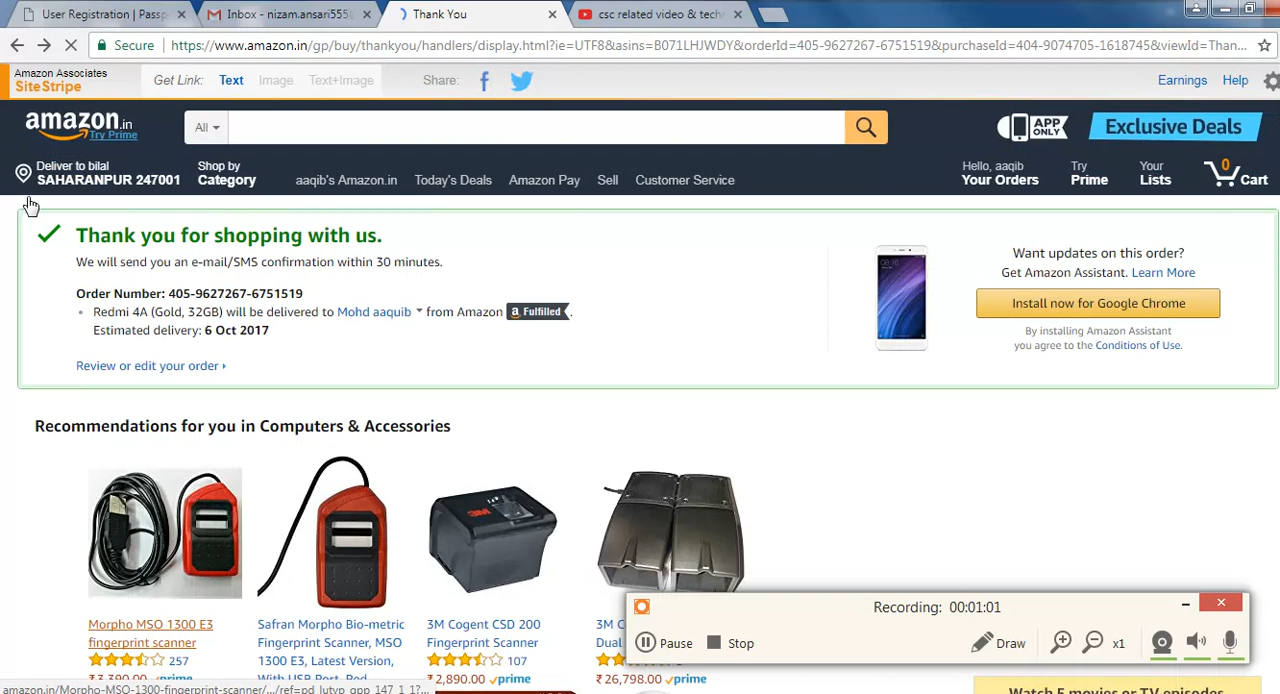 User Registration | Passp
Inbox - nizam.ansari555@
Thank You
csc related video & tech
Secure
https://www.amazon.in/gp/buy/thankyou/handlers/display.html?ie=UTF8&asins=B071LHJWDY&orderId=405-9627267-6751519&purchaseId=404-9074705-1618745&viewId=Than...
Amazon Associates
SiteStripe
Get Link: Text Image Text+Image
Share:
Earnings Help
amazon.in
Try Prime
All
APP ONLY
Exclusive Deals
Deliver to bilal
SAHARANPUR 247001
Shop by
Category
aaqib's Amazon.in Today's Deals Amazon Pay Sell Customer Service
Hello, aaqib
Your Orders
Try
Prime
Your
Lists
0
Cart
Thank you for shopping with us.
We will send you an e-mail/SMS confirmation within 30 minutes.
Order Number: 405-9627267-6751519
Redmi 4A (Gold, 32GB) will be delivered to Mohd aaquib from Amazon a Fulfilled.
Estimated delivery: 6 Oct 2017
Review or edit your order
Want updates on this order?
Get Amazon Assistant. Learn More
Install now for Google Chrome
By installing Amazon Assistant
you agree to the Conditions of Use.
Recommendations for you in Computers & Accessories
3M
Morpho MSO 1300 E3
fingerprint scanner
257
₹3,390.00 prime
Safran Morpho Bio-metric
Fingerprint Scanner, MSO
1300 E3, Latest Version,
With USB Port, Rd
3M Cogent CSD 200
Fingerprint Scanner
107
₹2,890.00 prime
3M C
Dual
₹26,798.00 prime
Recording: 00:01:01
Pause Stop
Draw
x1
amazon.in/Morpho-MSO-1300-fingerprint-scanner/.../ref=pd_lutyp_qpp_147_1_1?...
Watch 5 movies or TV episodes